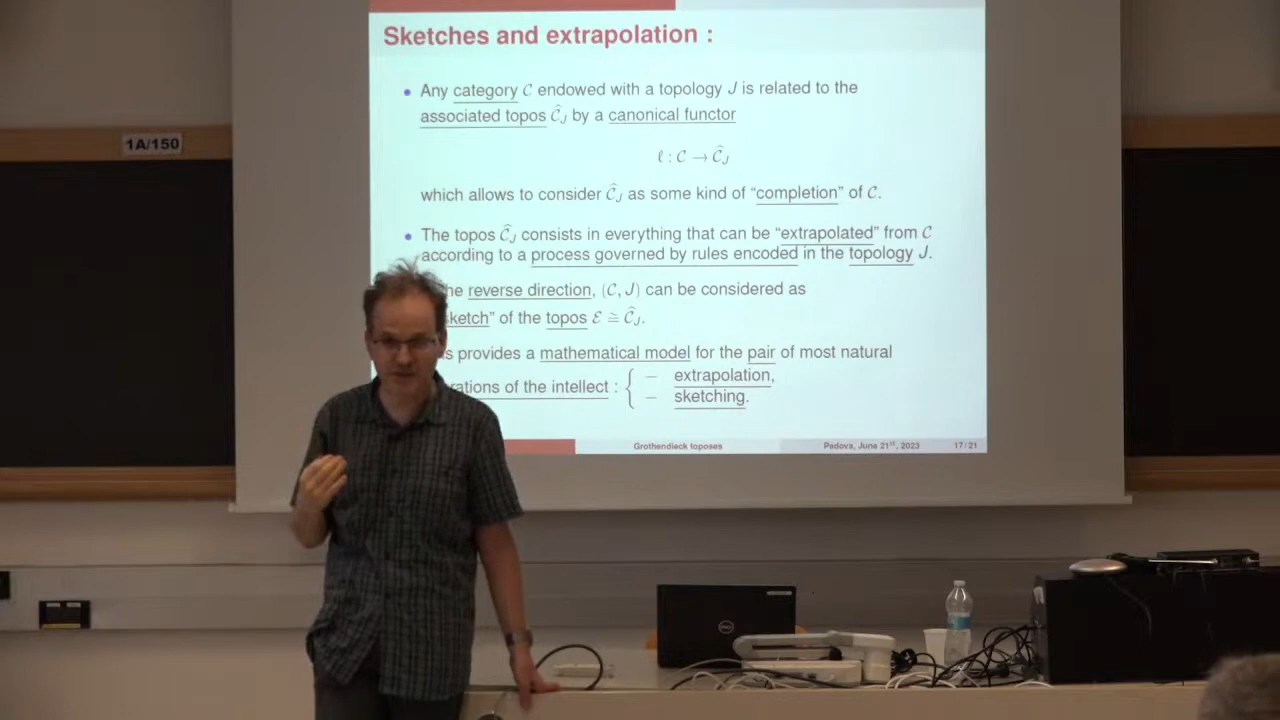 Sketches and extrapolation :
• Any category 𝒞 endowed with a topology J is related to the
associated topos 𝒞̂_J by a canonical functor
ℓ : 𝒞 → 𝒞̂_J
which allows to consider 𝒞̂_J as some kind of “completion” of 𝒞.
• The topos 𝒞̂_J consists in everything that can be “extrapolated” from 𝒞
according to a process governed by rules encoded in the topology J.
reverse direction, (𝒞, J) can be considered as
of the topos ℰ ≅ 𝒞̂_J.
provides a mathematical model for the pair of most natural
of the intellect : { – extrapolation,
– sketching.
Grothendieck toposes Padova, June 21st, 2023 17 / 21
1A/150
DELL